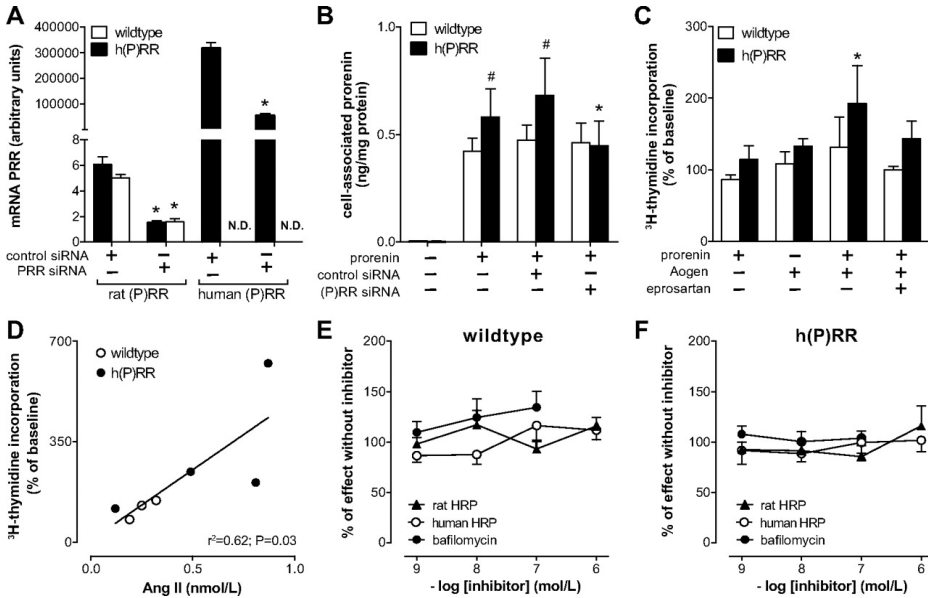 A
wildtype
h(P)RR
mRNA PRR (arbitrary units)
400000
300000
200000
100000
8
6
4
2
0
*
*
*
N.D.
N.D.
control siRNA + − + −
PRR siRNA − + − +
rat (P)RR
human (P)RR
B
wildtype
h(P)RR
cell-associated prorenin
(ng/mg protein)
1.0
0.5
0.0
#
#
*
prorenin − + + +
control siRNA − − + −
(P)RR siRNA − − − +
C
wildtype
h(P)RR
³H-thymidine incorporation
(% of baseline)
300
200
100
0
*
prorenin + − + +
Aogen − + + +
eprosartan − − − +
D
wildtype
h(P)RR
³H-thymidine incorporation
(% of baseline)
700
350
0
r²=0.62; P=0.03
0.0 0.5 1.0
Ang II (nmol/L)
E
wildtype
% of effect without inhibitor
200
150
100
50
0
rat HRP
human HRP
bafilomycin
9 8 7 6
- log [inhibitor] (mol/L)
F
h(P)RR
% of effect without inhibitor
200
150
100
50
0
rat HRP
human HRP
bafilomycin
9 8 7 6
- log [inhibitor] (mol/L)